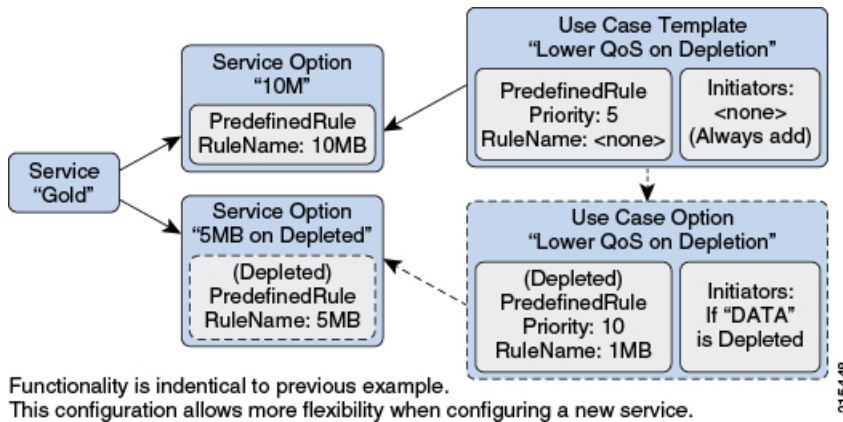 Service
“Gold”
Service Option
“10M”
PredefinedRule
RuleName: 10MB
Service Option
“5MB on Depleted”
(Depleted)
PredefinedRule
RuleName: 5MB
Use Case Template
“Lower QoS on Depletion”
PredefinedRule
Priority: 5
RuleName: <none>
Initiators:
<none>
(Always add)
Use Case Option
“Lower QoS on Depletion”
(Depleted)
PredefinedRule
Priority: 10
RuleName: 1MB
Initiators:
If “DATA”
is Depleted
Functionality is indentical to previous example.
This configuration allows more flexibility when configuring a new service.